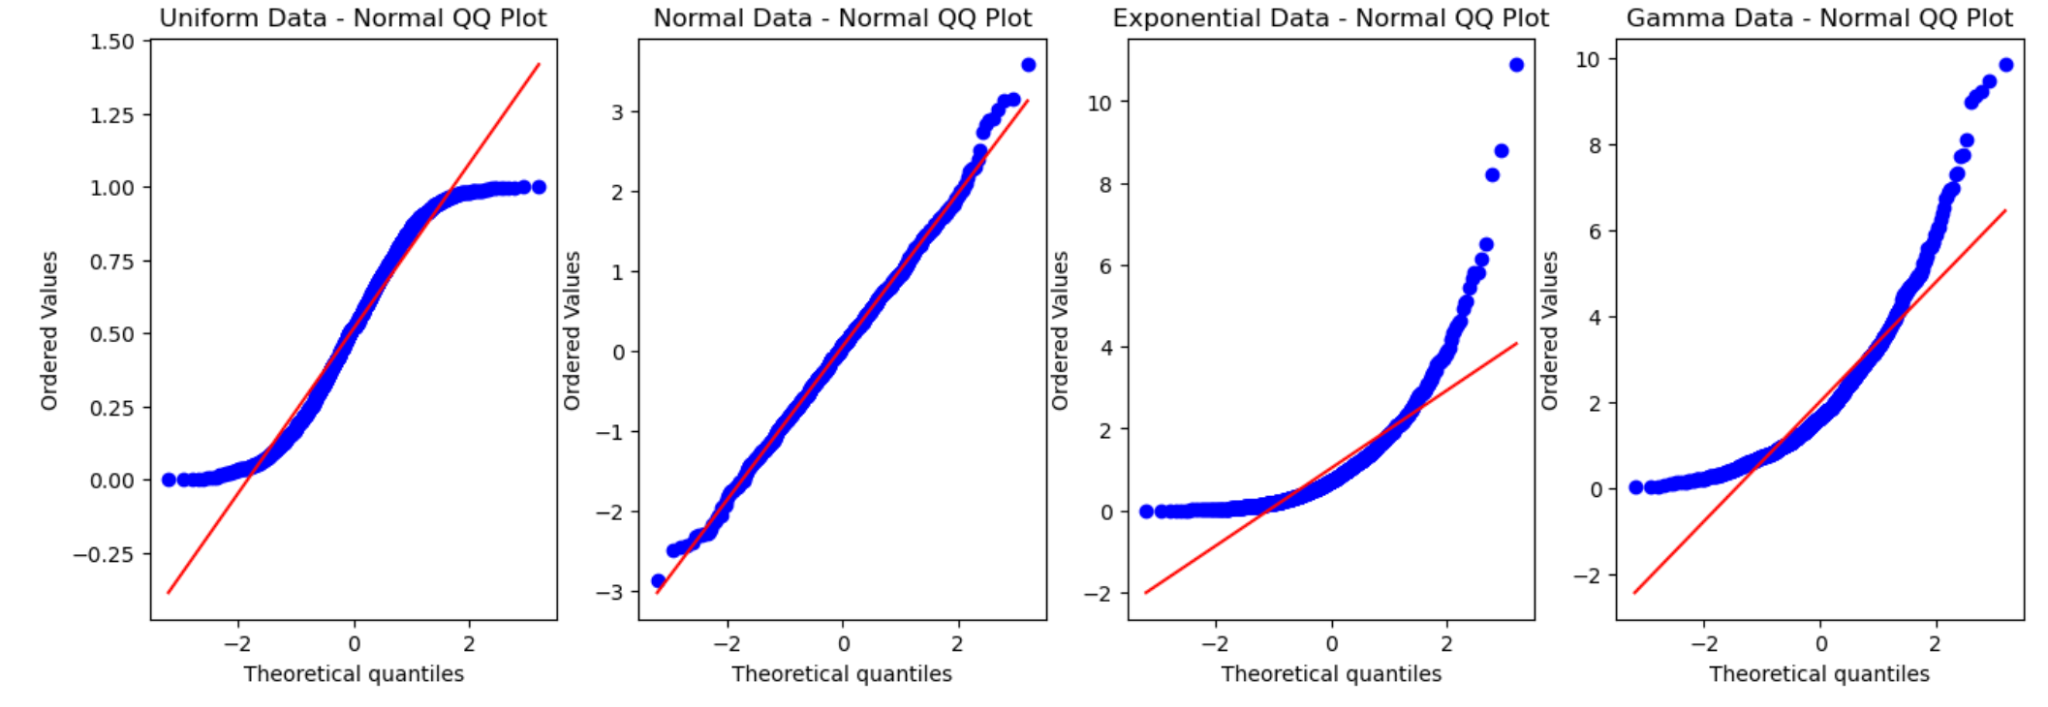 Uniform Data - Normal QQ Plot
1.50
1.25
1.00
0.75
0.50
0.25
0.00
−0.25
Ordered Values
−2 0 2
Theoretical quantiles
Normal Data - Normal QQ Plot
3
2
1
0
−1
−2
−3
Ordered Values
−2 0 2
Theoretical quantiles
Exponential Data - Normal QQ Plot
10
8
6
4
2
0
−2
Ordered Values
−2 0 2
Theoretical quantiles
Gamma Data - Normal QQ Plot
10
8
6
4
2
0
−2
Ordered Values
−2 0 2
Theoretical quantiles